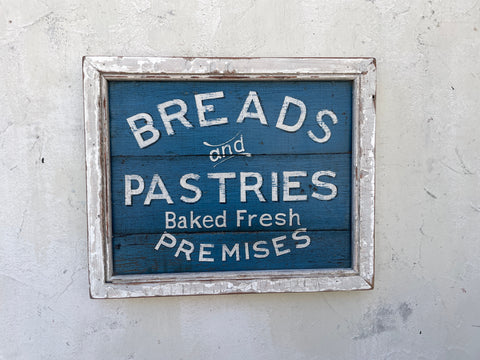 BREADS
and
PASTRIES
Baked Fresh
PREMISES